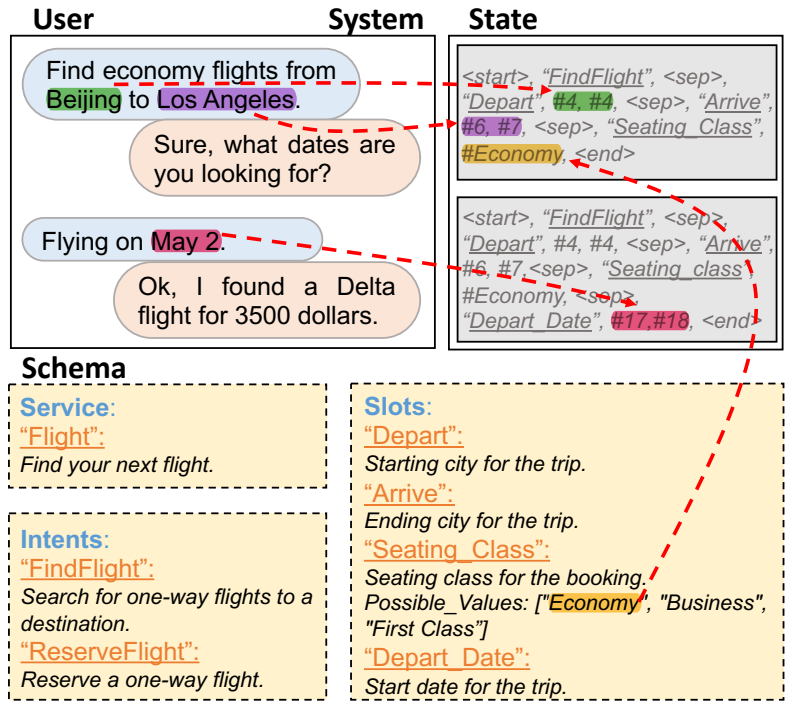 User
System
State
Find economy flights from
Beijing to Los Angeles.
Sure, what dates are
you looking for?
Flying on May 2.
Ok, I found a Delta
flight for 3500 dollars.
<start>, “FindFlight”, <sep>,
“Depart”, #4, #4, <sep>, “Arrive”,
#6, #7, <sep>, “Seating_Class”,
#Economy, <end>
<start>, “FindFlight”, <sep>,
“Depart”, #4, #4, <sep>, “Arrive”,
#6, #7,<sep>, “Seating_class”,
#Economy, <sep>,
“Depart_Date”, #17,#18, <end>
Schema
Service:
“Flight”:
Find your next flight.
Intents:
“FindFlight”:
Search for one-way flights to a
destination.
“ReserveFlight”:
Reserve a one-way flight.
Slots:
“Depart”:
Starting city for the trip.
“Arrive”:
Ending city for the trip.
“Seating_Class”:
Seating class for the booking.
Possible_Values: ["Economy", "Business",
"First Class”]
“Depart_Date”:
Start date for the trip.